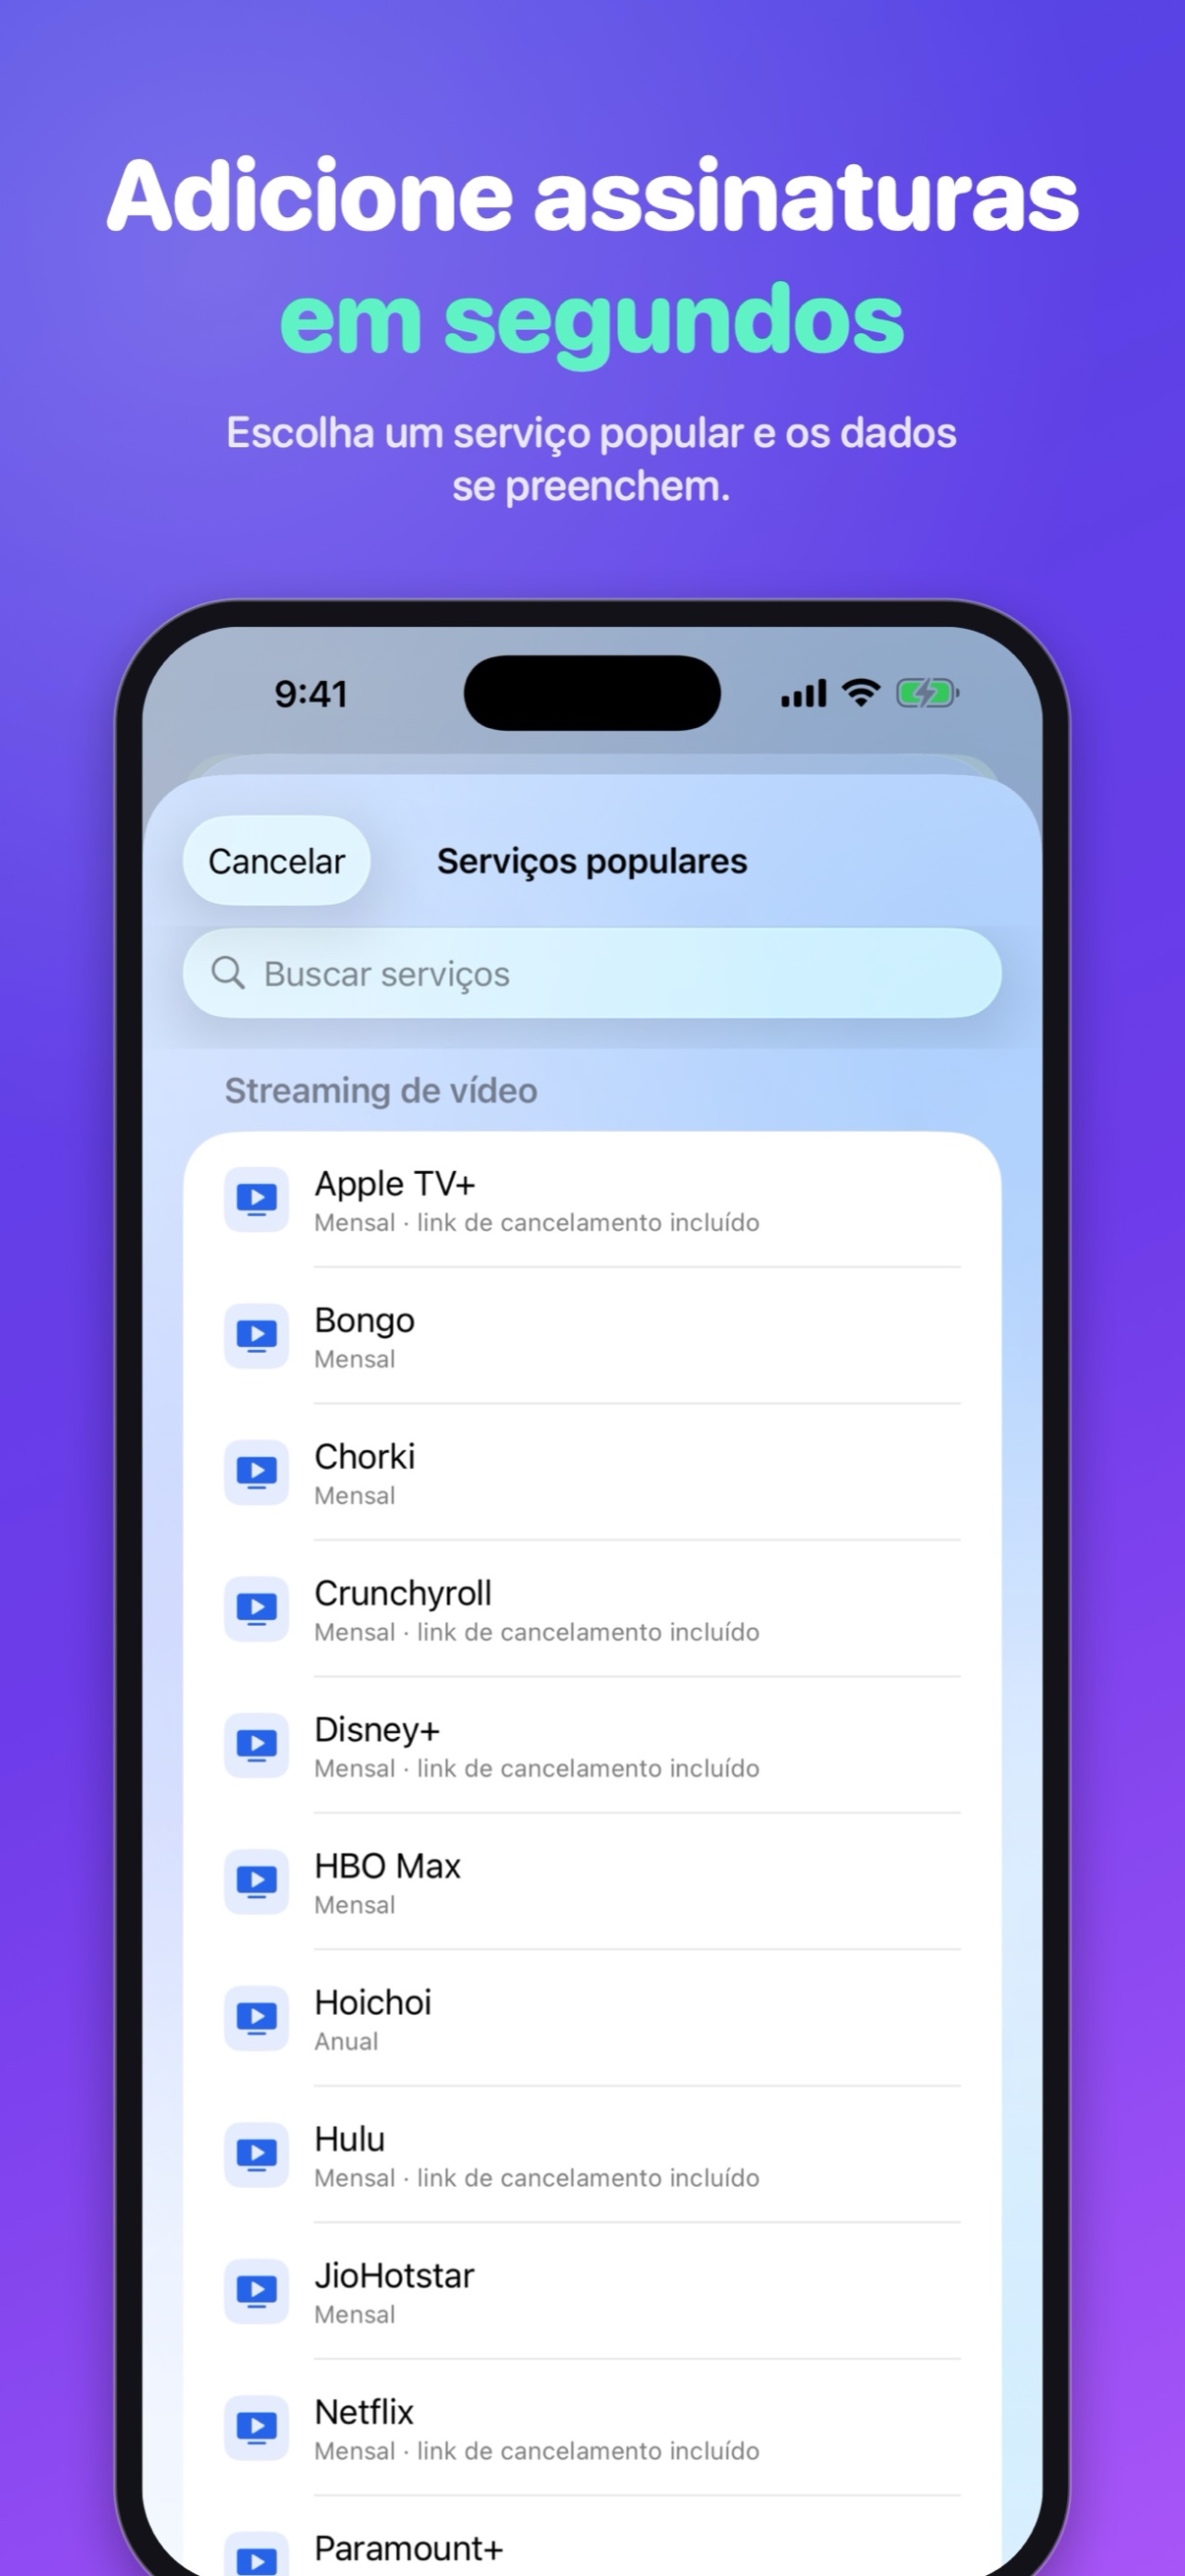 Adicione assinaturas
em segundos
Escolha um serviço popular e os dados
se preenchem.
9:41
Cancelar
Serviços populares
Buscar serviços
Streaming de vídeo
Apple TV+
Mensal · link de cancelamento incluído
Bongo
Mensal
Chorki
Mensal
Crunchyroll
Mensal · link de cancelamento incluído
Disney+
Mensal · link de cancelamento incluído
HBO Max
Mensal
Hoichoi
Anual
Hulu
Mensal · link de cancelamento incluído
JioHotstar
Mensal
Netflix
Mensal · link de cancelamento incluído
Paramount+